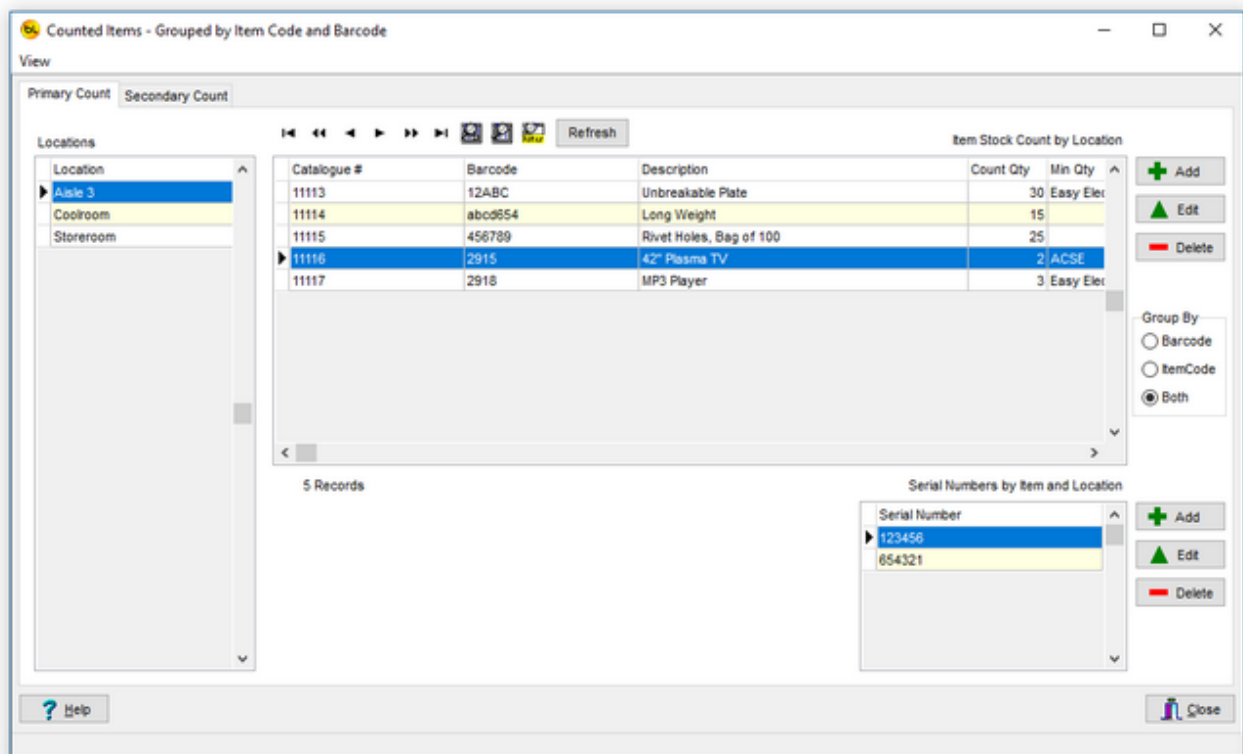 Counted Items - Grouped by Item Code and Barcode
View
Primary Count Secondary Count
Locations
Refresh
Item Stock Count by Location
Location
Aisle 3
Coolroom
Storeroom
Catalogue # Barcode Description Count Qty Min Qty
11113 12ABC Unbreakable Plate 30 Easy Elec
11114 abcd654 Long Weight 15
11115 456789 Rivet Holes, Bag of 100 25
11116 2915 42" Plasma TV 2 ACSE
11117 2918 MP3 Player 3 Easy Elec
Add
Edit
Delete
Group By
Barcode
ItemCode
Both
5 Records
Serial Numbers by Item and Location
Serial Number
123456
654321
Add
Edit
Delete
Help
Close